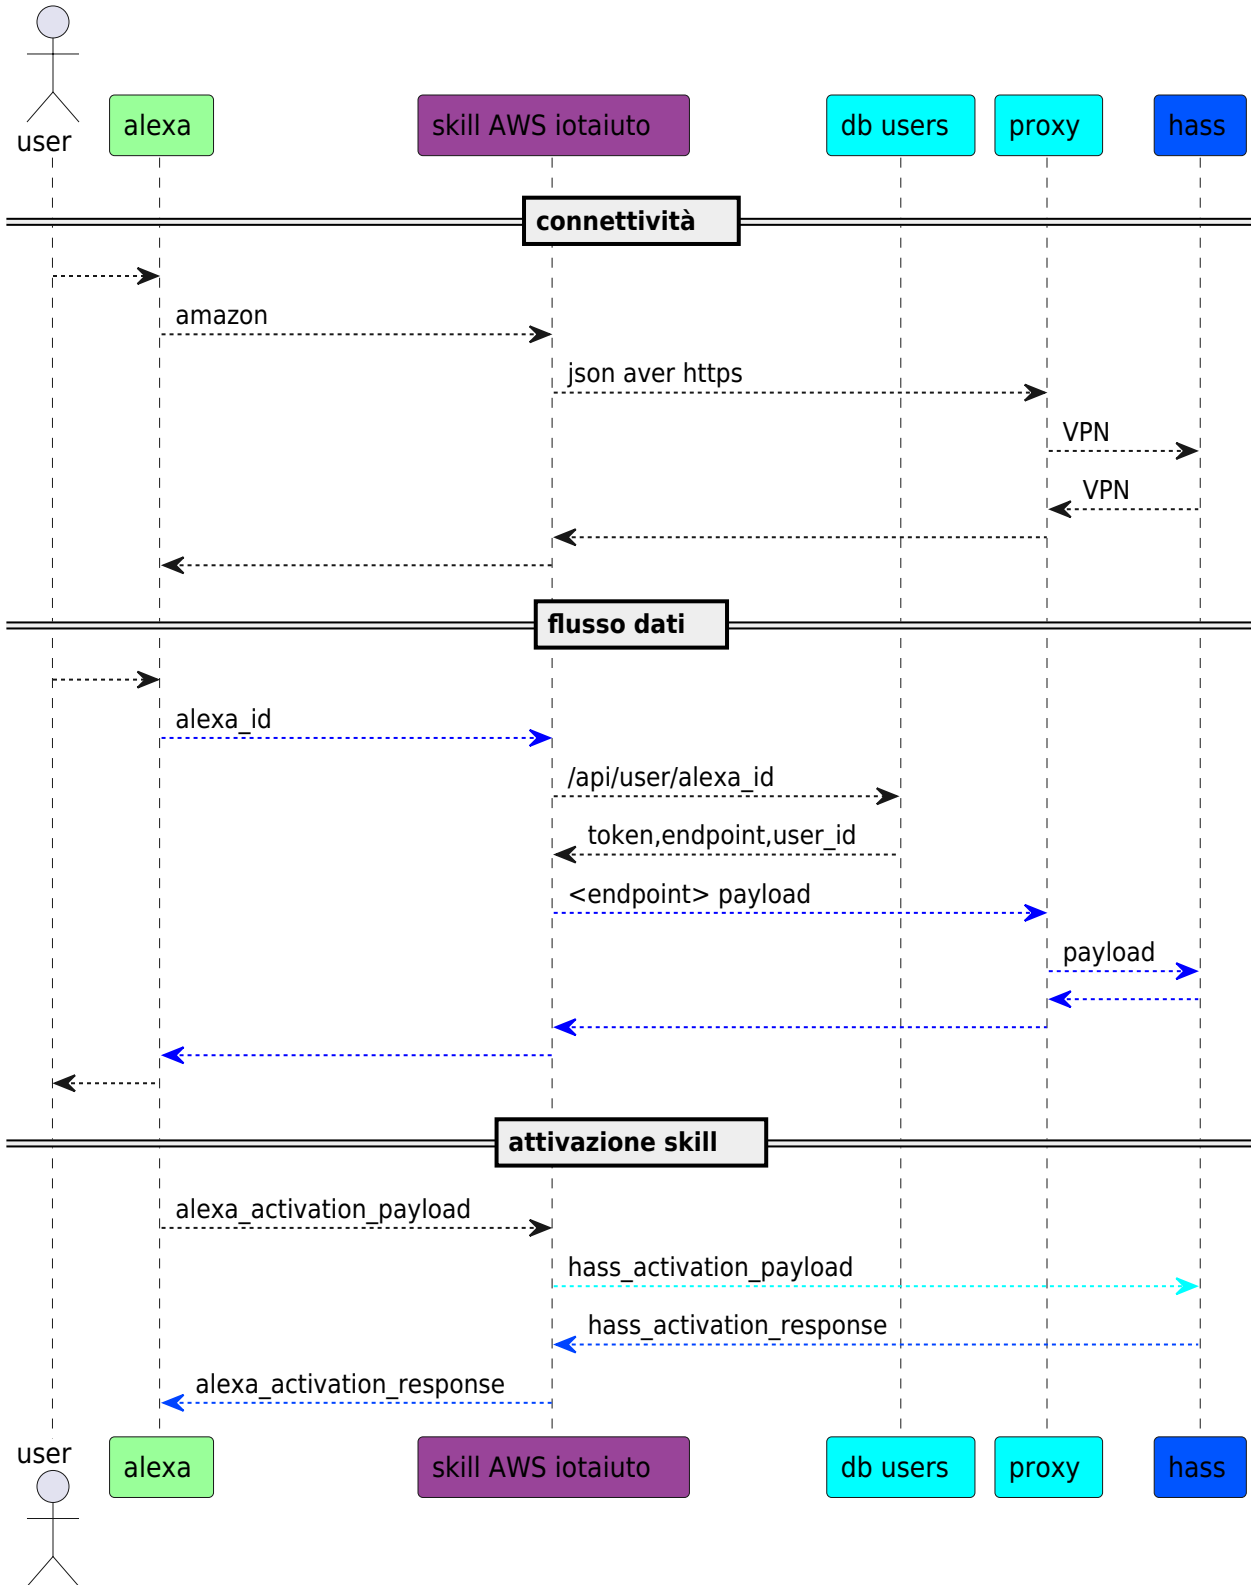 user
alexa
skill AWS iotaiuto
db users
proxy
hass
connettività
amazon
json aver https
VPN
VPN
flusso dati
alexa_id
/api/user/alexa_id
token,endpoint,user_id
<endpoint> payload
payload
attivazione skill
alexa_activation_payload
hass_activation_payload
hass_activation_response
alexa_activation_response
user
alexa
skill AWS iotaiuto
db users
proxy
hass